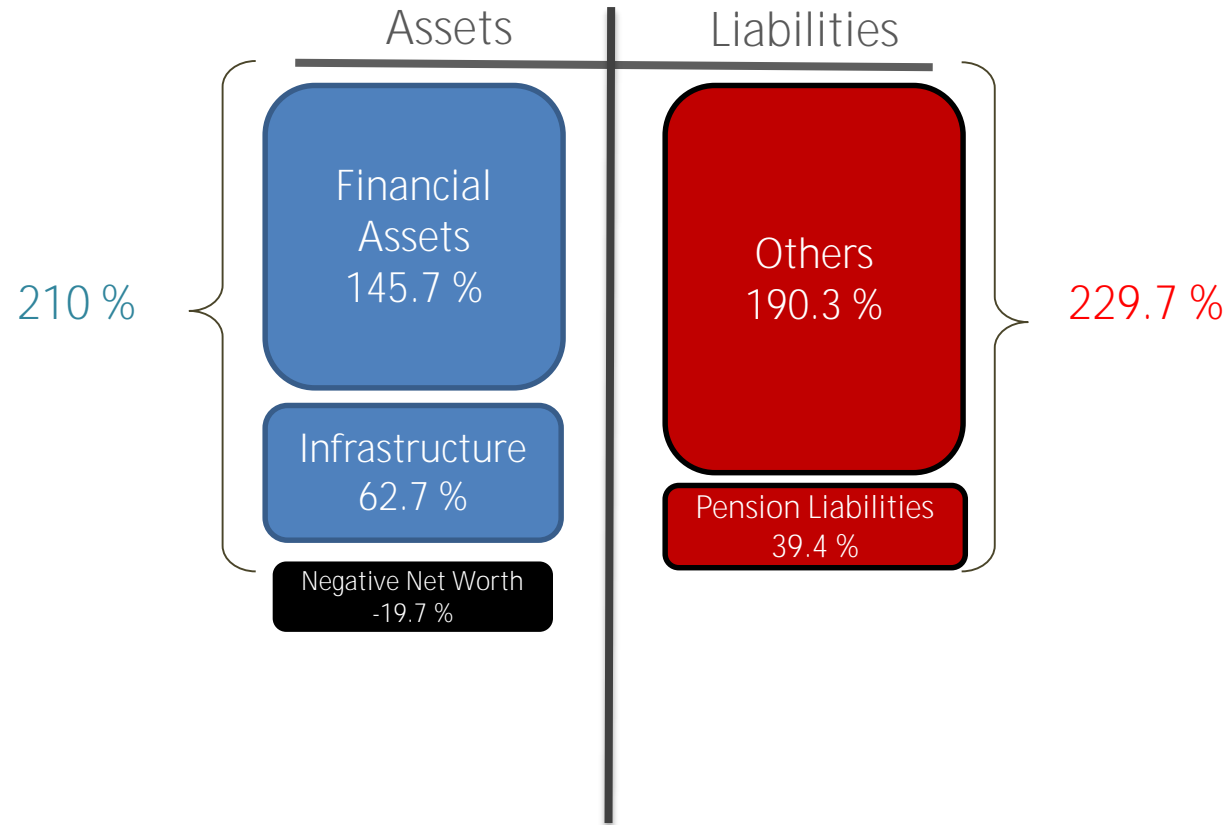 Assets
Liabilities
Financial
Assets
145.7 %
Others
190.3 %
210 %
229.7 %
Infrastructure
62.7 %
Pension Liabilities
39.4 %
Negative Net Worth
-19.7 %